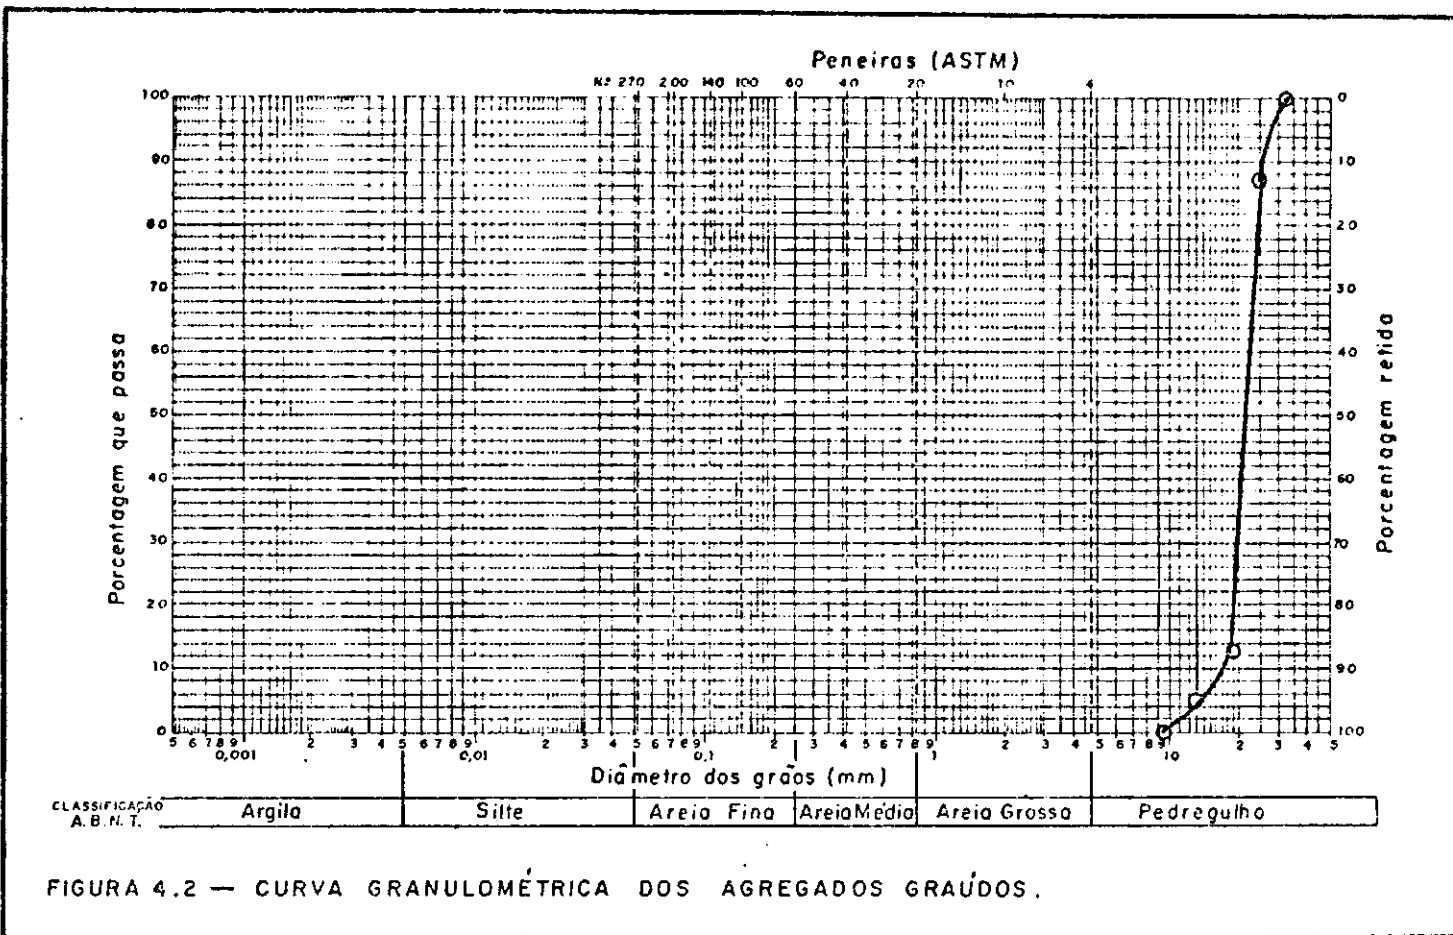 Peneiras (ASTM)
Nº 270 200 140 100 60 40 20 10 4
Porcentagem que passa
100
90
80
70
60
50
40
30
20
10
0
Porcentagem retida
0
10
20
30
40
50
60
70
80
90
100
5 6 7 8 9 2 3 4 5 6 7 8 9 2 3 4 5 6 7 8 9 2 3 4 5 6 7 8 9 1 2 3 4 5 6 7 8 9 10 2 3 4 5
0,001 0,01 0,1
Diâmetro dos grãos (mm)
CLASSIFICAÇÃO
A.B.N.T.
Argila Silte Areia Fina Areia Média Areia Grossa Pedregulho
FIGURA 4.2 — CURVA GRANULOMÉTRICA DOS AGREGADOS GRAÚDOS.